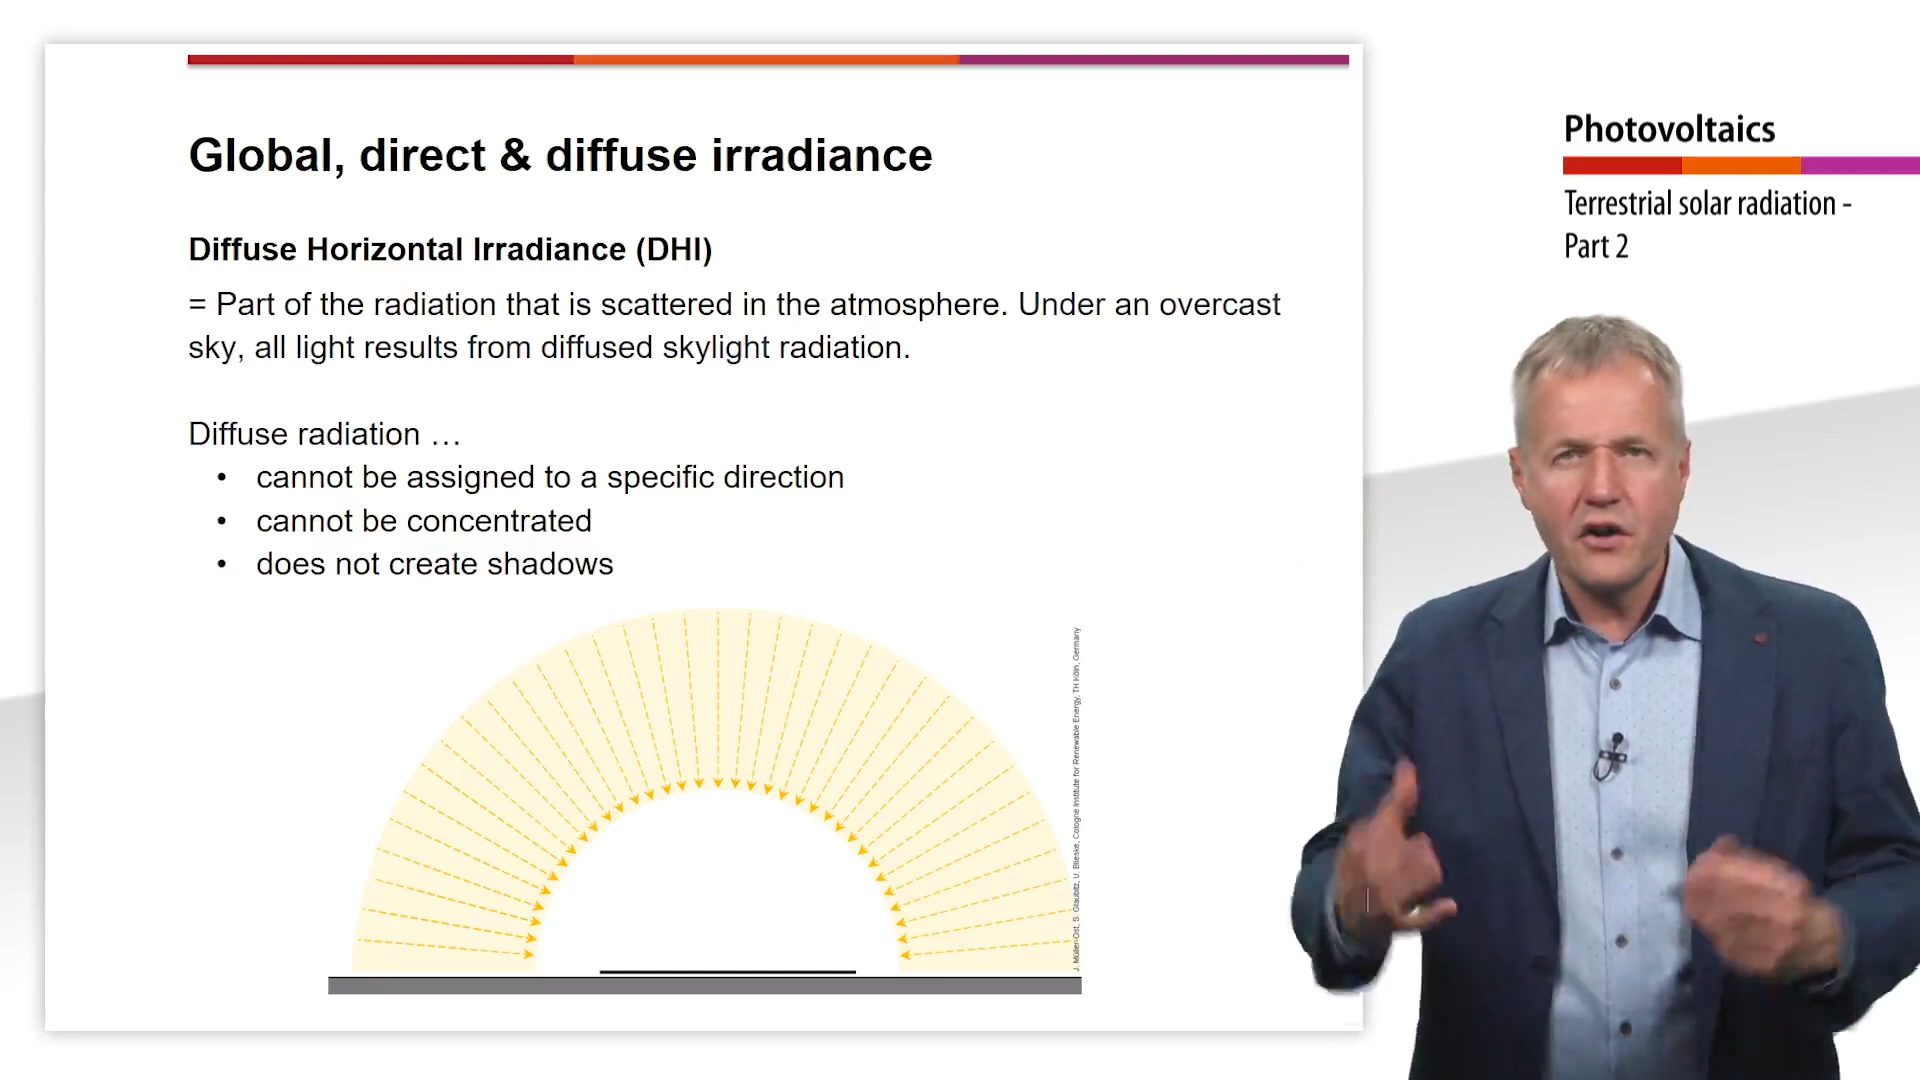 Global, direct & diffuse irradiance
Diffuse Horizontal Irradiance (DHI)
= Part of the radiation that is scattered in the atmosphere. Under an overcast
sky, all light results from diffused skylight radiation.
Diffuse radiation …
• cannot be assigned to a specific direction
• cannot be concentrated
• does not create shadows
J. Müller-Ost, S. Glaubitz, U. Blieske, Cologne Institute for Renewable Energy, TH Köln, Germany
Photovoltaics
Terrestrial solar radiation -
Part 2